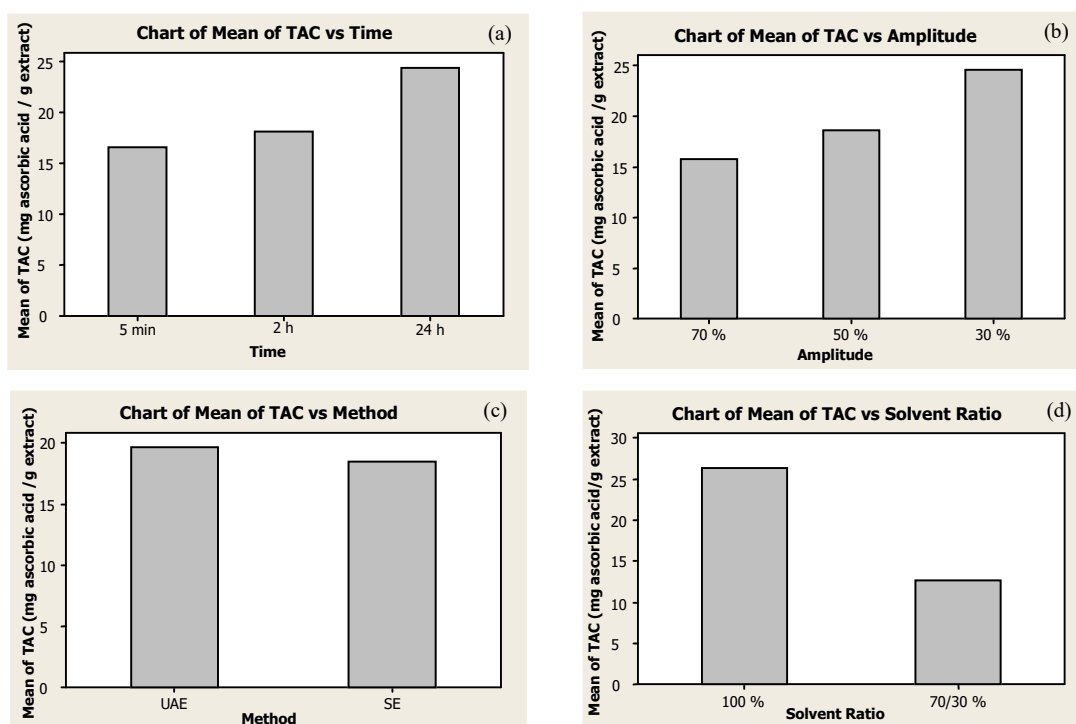 Chart of Mean of TAC vs Time
(a)
Mean of TAC (mg ascorbic acid / g extract)
25
20
15
10
5
0
5 min 2 h 24 h
Time
Chart of Mean of TAC vs Amplitude
(b)
Mean of TAC (mg ascorbic acid /g extract)
25
20
15
10
5
0
70 % 50 % 30 %
Amplitude
Chart of Mean of TAC vs Method
(c)
Mean of TAC (mg ascorbic acid /g extract)
20
15
10
5
0
UAE SE
Method
Chart of Mean of TAC vs Solvent Ratio
(d)
Mean of TAC (mg ascorbic acid/g extract)
30
25
20
15
10
5
0
100 % 70/30 %
Solvent Ratio